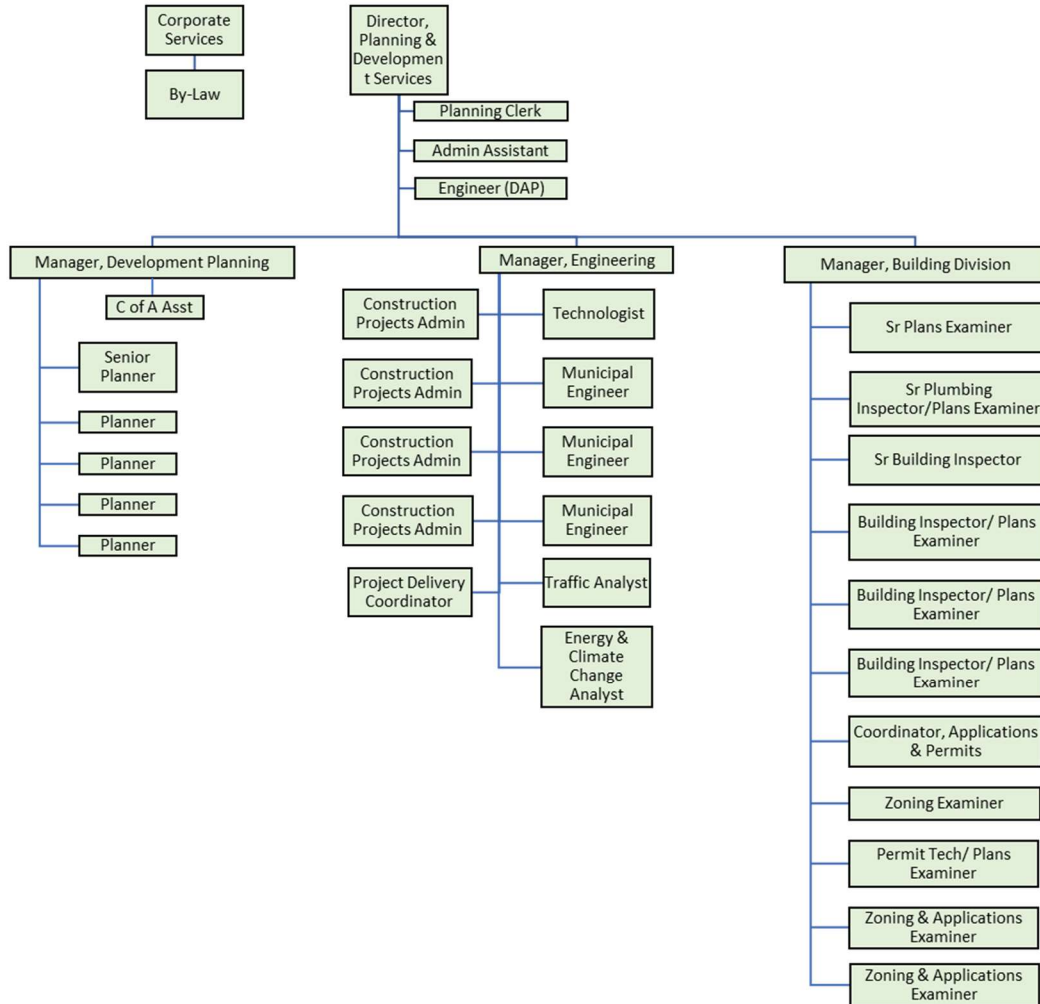 Corporate
Services
By-Law
Director,
Planning &
Developmen
t Services
Planning Clerk
Admin Assistant
Engineer (DAP)
Manager, Development Planning
C of A Asst
Senior
Planner
Planner
Planner
Planner
Planner
Manager, Engineering
Construction
Projects Admin
Technologist
Construction
Projects Admin
Municipal
Engineer
Construction
Projects Admin
Municipal
Engineer
Construction
Projects Admin
Municipal
Engineer
Project Delivery
Coordinator
Traffic Analyst
Energy &
Climate
Change
Analyst
Manager, Building Division
Sr Plans Examiner
Sr Plumbing
Inspector/Plans Examiner
Sr Building Inspector
Building Inspector/ Plans
Examiner
Building Inspector/ Plans
Examiner
Building Inspector/ Plans
Examiner
Coordinator, Applications
& Permits
Zoning Examiner
Permit Tech/ Plans
Examiner
Zoning & Applications
Examiner
Zoning & Applications
Examiner